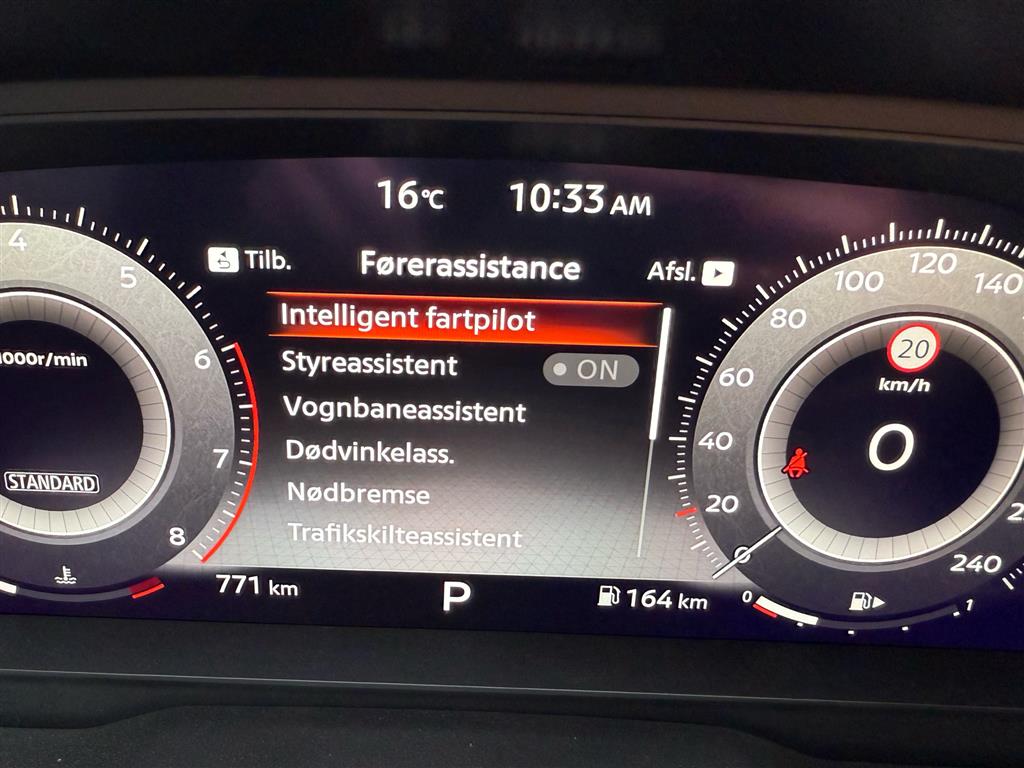 16°C 10:33 AM
Tilb. Førerassistance Afsl.
Intelligent fartpilot
Styreassistent ON
Vognbaneassistent
Dødvinkelass.
Nødbremse
Trafikskilteassistent
4
5
6
7
8
1000r/min
STANDARD
0
20
40
60
80
100
120
140
240
20
km/h
0
771 km P 164 km
0 1